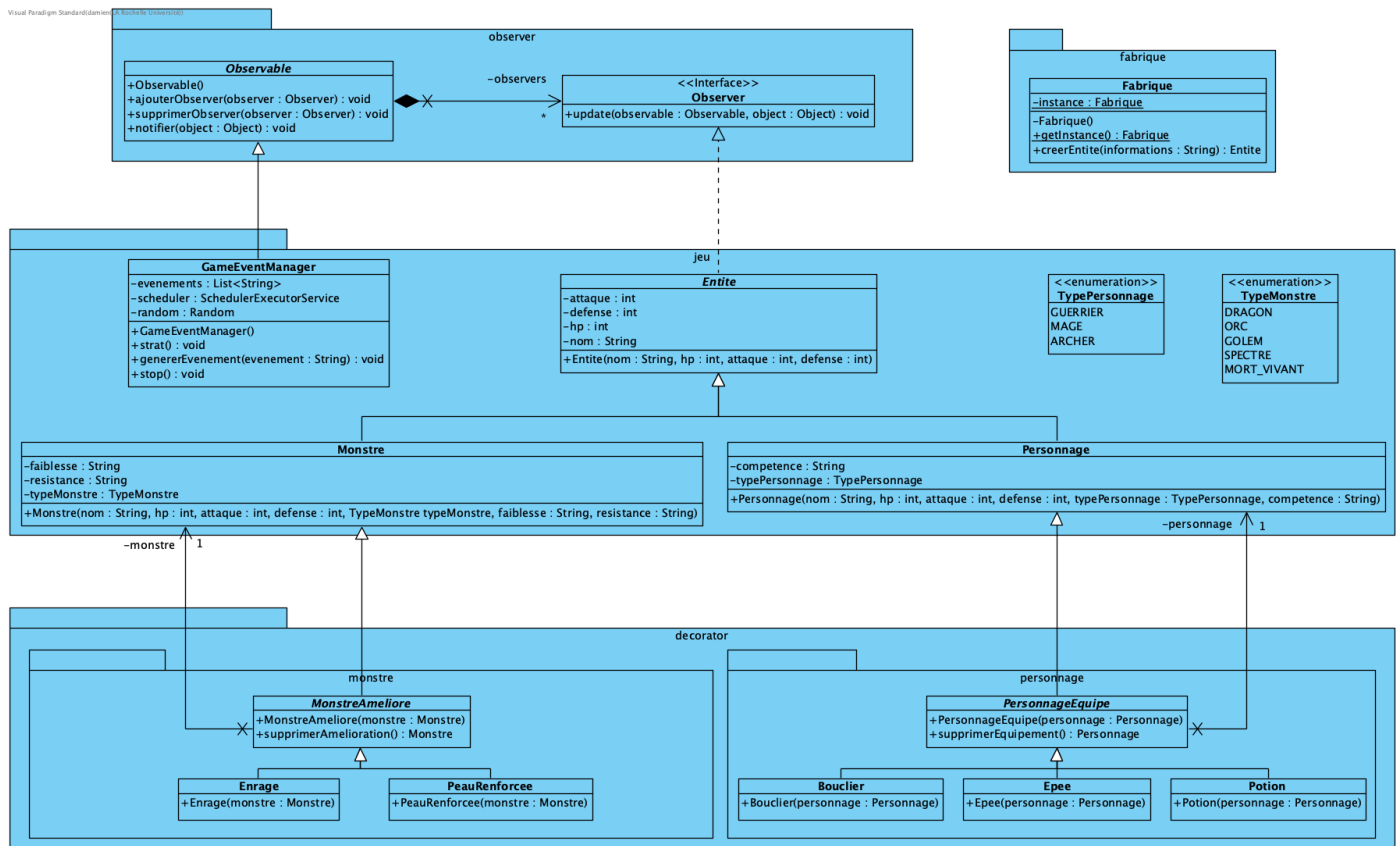 Visual Paradigm Standard(damien(La Rochelle Université))
observer
Observable
+Observable()
+ajouterObserver(observer : Observer) : void
+supprimerObserver(observer : Observer) : void
+notifier(object : Object) : void
-observers
*
<<Interface>>
Observer
+update(observable : Observable, object : Object) : void
fabrique
Fabrique
-instance : Fabrique
-Fabrique()
+getInstance() : Fabrique
+creerEntite(informations : String) : Entite
jeu
GameEventManager
-evenements : List<String>
-scheduler : SchedulerExecutorService
-random : Random
+GameEventManager()
+strat() : void
+genererEvenement(evenement : String) : void
+stop() : void
Entite
-attaque : int
-defense : int
-hp : int
-nom : String
+Entite(nom : String, hp : int, attaque : int, defense : int)
<<enumeration>>
TypePersonnage
GUERRIER
MAGE
ARCHER
<<enumeration>>
TypeMonstre
DRAGON
ORC
GOLEM
SPECTRE
MORT_VIVANT
Monstre
-faiblesse : String
-resistance : String
-typeMonstre : TypeMonstre
+Monstre(nom : String, hp : int, attaque : int, defense : int, TypeMonstre typeMonstre, faiblesse : String, resistance : String)
Personnage
-competence : String
-typePersonnage : TypePersonnage
+Personnage(nom : String, hp : int, attaque : int, defense : int, typePersonnage : TypePersonnage, competence : String)
-monstre
1
-personnage
1
decorator
monstre
MonstreAmeliore
+MonstreAmeliore(monstre : Monstre)
+supprimerAmelioration() : Monstre
Enrage
+Enrage(monstre : Monstre)
PeauRenforcee
+PeauRenforcee(monstre : Monstre)
personnage
PersonnageEquipe
+PersonnageEquipe(personnage : Personnage)
+supprimerEquipement() : Personnage
Bouclier
+Bouclier(personnage : Personnage)
Epee
+Epee(personnage : Personnage)
Potion
+Potion(personnage : Personnage)